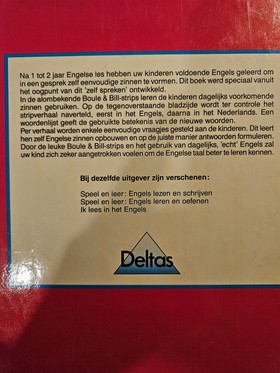 Na 1 tot 2 jaar Engelse les hebben uw kinderen voldoende Engels geleerd om
in een gesprek zelf eenvoudige zinnen te vormen. Dit boek werd speciaal vanuit
het oogpunt van dit 'zelf spreken' ontwikkeld.
In de alombekende Boule & Bill-strips leren de kinderen dagelijks voorkomende
zinnen gebruiken. Op de tegenoverstaande bladzijde wordt ter controle het
stripverhaal naverteld, eerst in het Engels, daarna in het Nederlands. Een
woordenlijst geeft de gebruikte betekenis van de nieuwe woorden.
Per verhaal worden enkele eenvoudige vraagjes gesteld aan de kinderen. Dit leert
hen zelf Engelse zinnen opbouwen en op de juiste manier antwoorden formuleren.
Door de leuke Boule & Bill-strips en het gebruik van dagelijks, 'echt' Engels zal
uw kind zich zeker aangetrokken voelen om de Engelse taal beter te leren kennen.
Bij dezelfde uitgever zijn verschenen:
Speel en leer: Engels lezen en schrijven
Speel en leer: Engels leren en oefenen
Ik lees in het Engels
Deltas